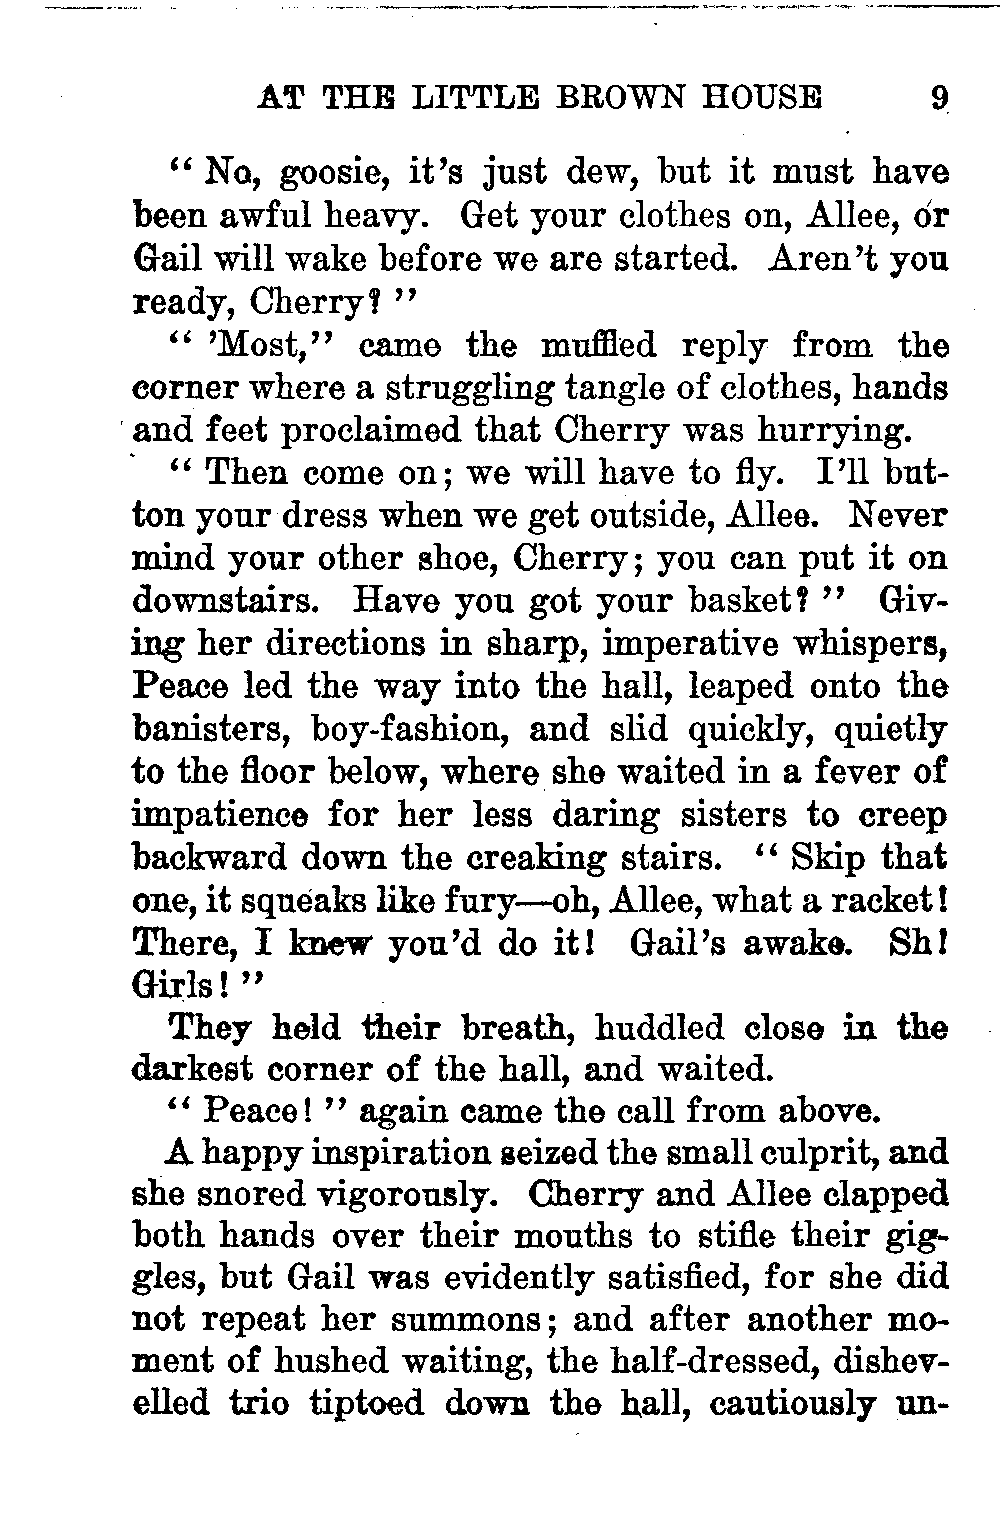 AT THE LITTLE BROWN HOUSE 9
“ No, goosie, it’s just dew, but it must have
been awful heavy. Get your clothes on, Allee, or
Gail will wake before we are started. Aren’t you
ready, Cherry? ”
“ ’Most,” came the muffled reply from the
corner where a struggling tangle of clothes, hands
and feet proclaimed that Cherry was hurrying.
“ Then come on; we will have to fly. I’ll but-
ton your dress when we get outside, Allee. Never
mind your other shoe, Cherry; you can put it on
downstairs. Have you got your basket? ” Giv-
ing her directions in sharp, imperative whispers,
Peace led the way into the hall, leaped onto the
banisters, boy-fashion, and slid quickly, quietly
to the floor below, where she waited in a fever of
impatience for her less daring sisters to creep
backward down the creaking stairs. “ Skip that
one, it squeaks like fury—oh, Allee, what a racket!
There, I knew you’d do it! Gail’s awake. Sh!
Girls! ”
They held their breath, huddled close in the
darkest corner of the hall, and waited.
“ Peace! ” again came the call from above.
A happy inspiration seized the small culprit, and
she snored vigorously. Cherry and Allee clapped
both hands over their mouths to stifle their gig-
gles, but Gail was evidently satisfied, for she did
not repeat her summons; and after another mo-
ment of hushed waiting, the half-dressed, dishev-
elled trio tiptoed down the hall, cautiously un-